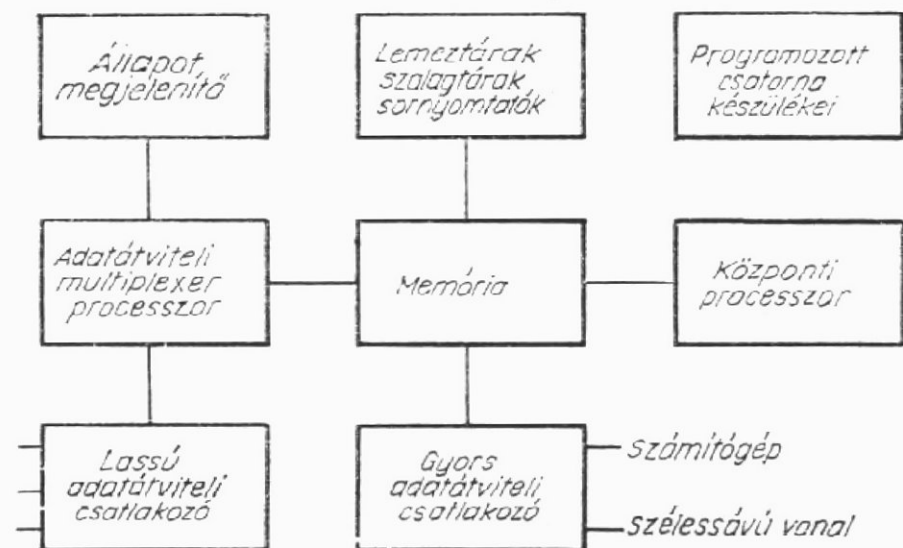 Állapot
megjelenítő
Lemeztárak
szalagtárak
sornyomtatók
Programozott
csatorna
készülékei
Adatátviteli
multiplexer
processzor
Memória
Központi
processzor
Lassú
adatátviteli
csatlakozó
Gyors
adatátviteli
csatlakozó
számítógép
szélessávú vonal